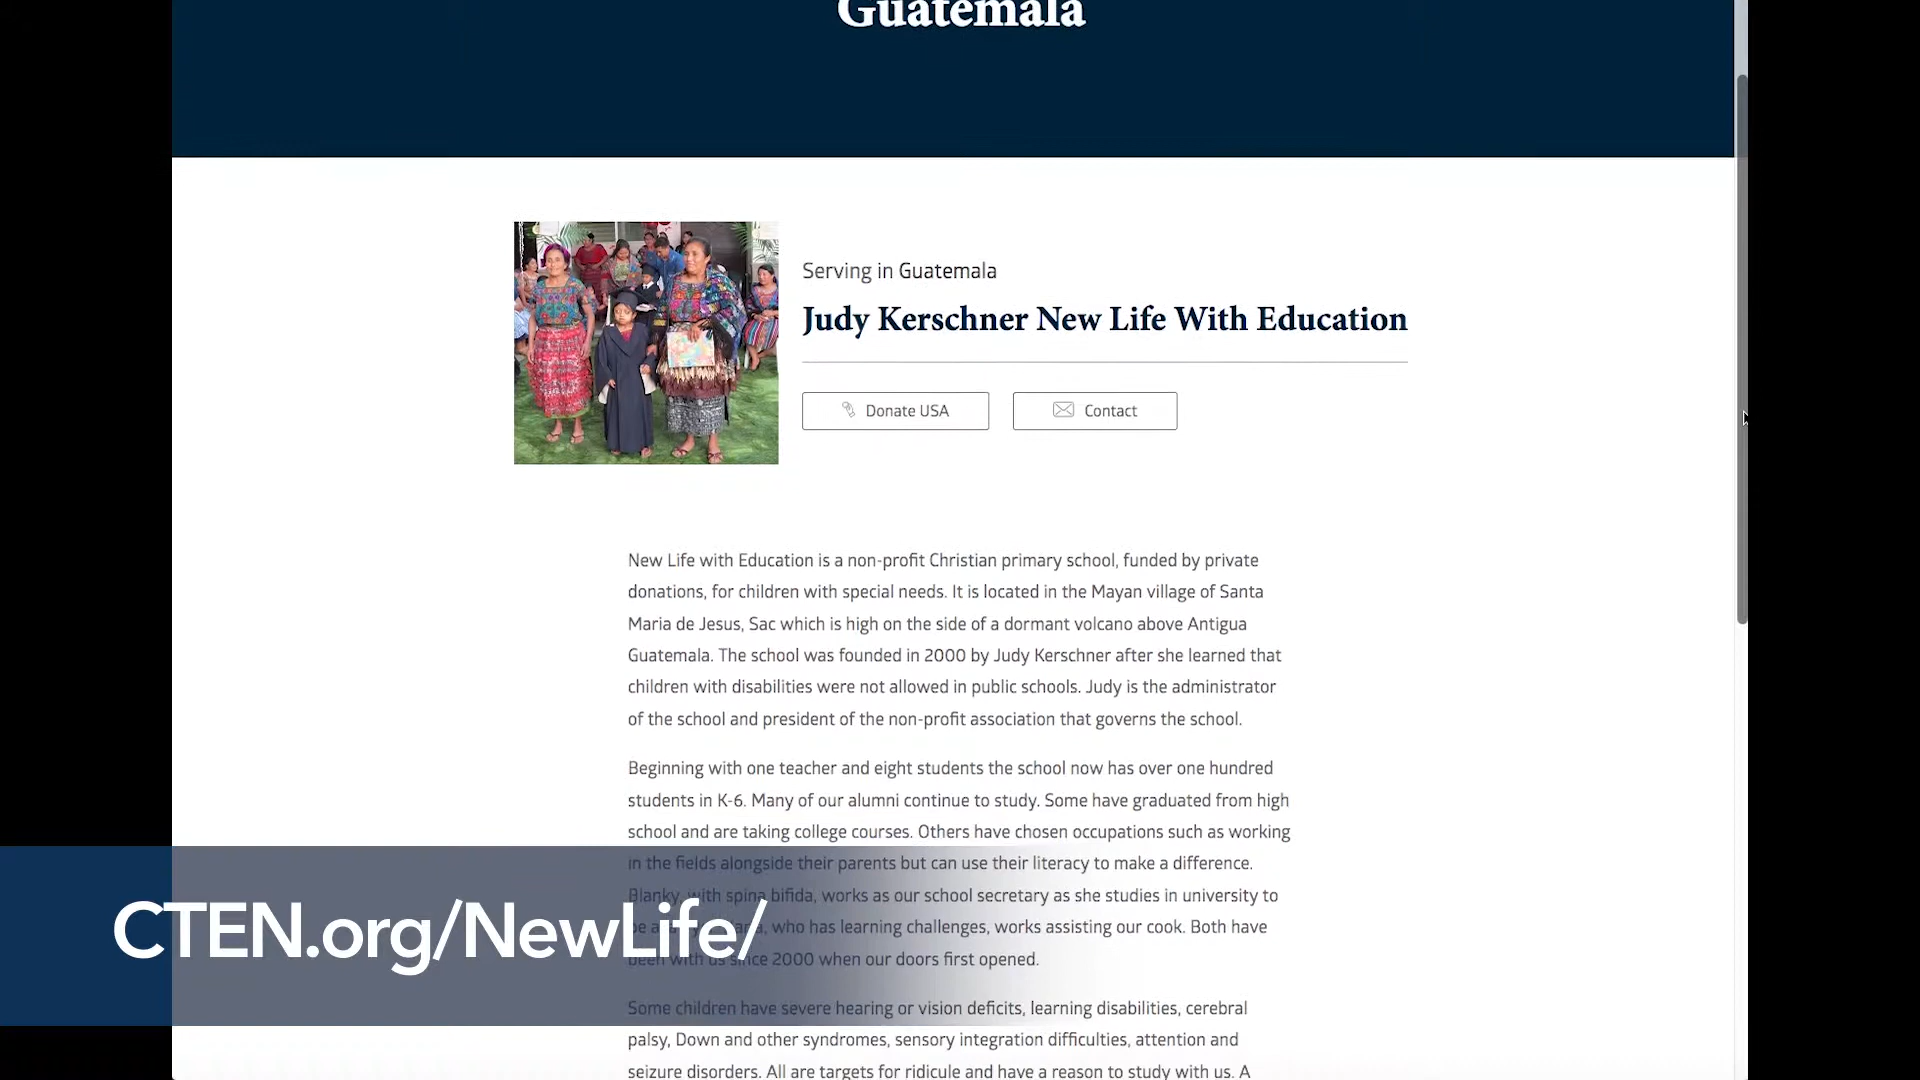 Guatemala
Serving in Guatemala
Judy Kerschner New Life With Education
Donate USA
Contact
New Life with Education is a non-profit Christian primary school, funded by private
donations, for children with special needs. It is located in the Mayan village of Santa
Maria de Jesus, Sac which is high on the side of a dormant volcano above Antigua
Guatemala. The school was founded in 2000 by Judy Kerschner after she learned that
children with disabilities were not allowed in public schools. Judy is the administrator
of the school and president of the non-profit association that governs the school.
Beginning with one teacher and eight students the school now has over one hundred
students in K-6. Many of our alumni continue to study. Some have graduated from high
school and are taking college courses. Others have chosen occupations such as working
in the fields alongside their parents but can use their literacy to make a difference.
Blanky, with spina bifida, works as our school secretary as she studies in university to
who has learning challenges, works assisting our cook. Both have
been with us since 2000 when our doors first opened.
Some children have severe hearing or vision deficits, learning disabilities, cerebral
palsy, Down and other syndromes, sensory integration difficulties, attention and
seizure disorders. All are targets for ridicule and have a reason to study with us. A
CTEN.org/NewLife/